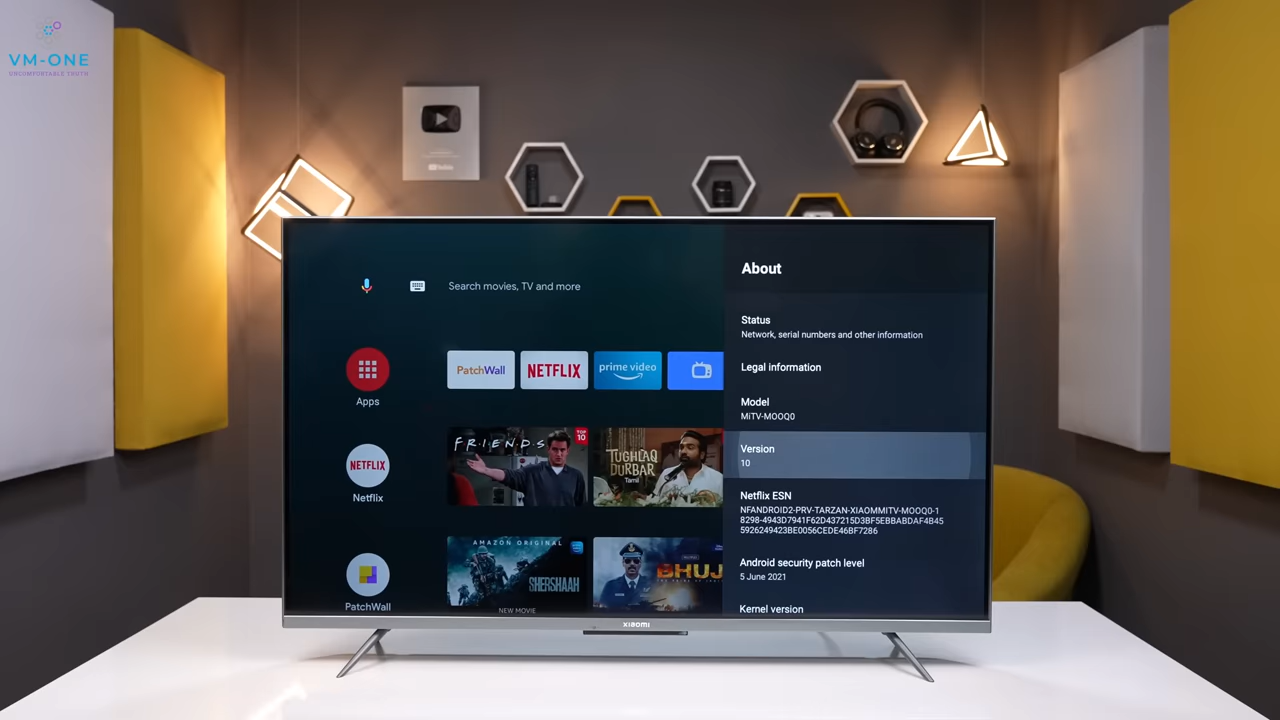 VM-ONE
UNCOMFORTABLE TRUTH
YouTube
Search movies, TV and more
Apps
PatchWall
NETFLIX
prime video
NETFLIX
Netflix
F·R·I·E·N·D·S
TOP
10
TUGHLAQ
DURBAR
Tamil
PatchWall
AMAZON ORIGINAL
SHERSHAAH
NEW MOVIE
BHUJ
About
Status
Network, serial numbers and other information
Legal information
Model
MiTV-MOOQ0
Version
10
Netflix ESN
NFANDROID2-PRV-TARZAN-XIAOMMITV-MOOQ0-1
8298-4943D7941F62D437215D3BF5EBBABDAF4B45
5926249423BE0056CEDE46BF7286
Android security patch level
5 June 2021
Kernel version
xiaomi